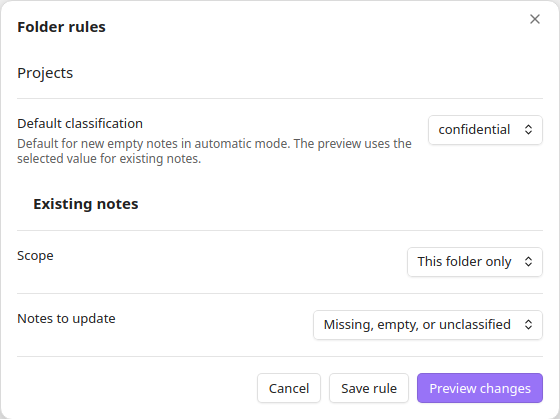 Folder rules
Projects
Default classification
Default for new empty notes in automatic mode. The preview uses the
selected value for existing notes.
confidential
Existing notes
Scope
This folder only
Notes to update
Missing, empty, or unclassified
Cancel
Save rule
Preview changes